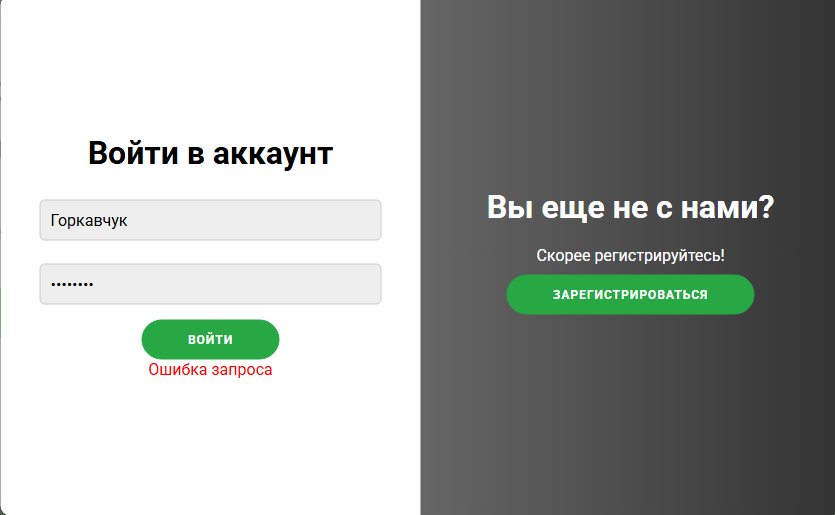 Войти в аккаунт
Горкавчук
••••••••
ВОЙТИ
Ошибка запроса
Вы еще не с нами?
Скорее регистрируйтесь!
ЗАРЕГИСТРИРОВАТЬСЯ